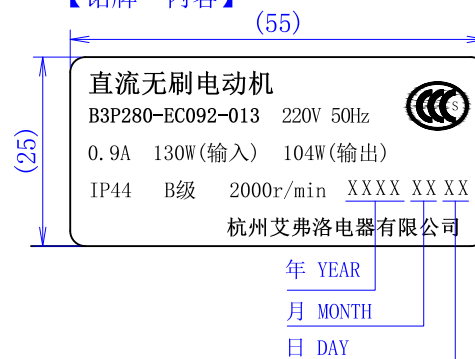 【铭牌 内容】
(55)
(25)
直流无刷电动机
B3P280-EC092-013 220V 50Hz
CCC S
0.9A 130W(输入) 104W(输出)
IP44 B级 2000r/min XXXX XX XX
杭州艾弗洛电器有限公司
年 YEAR
月 MONTH
日 DAY